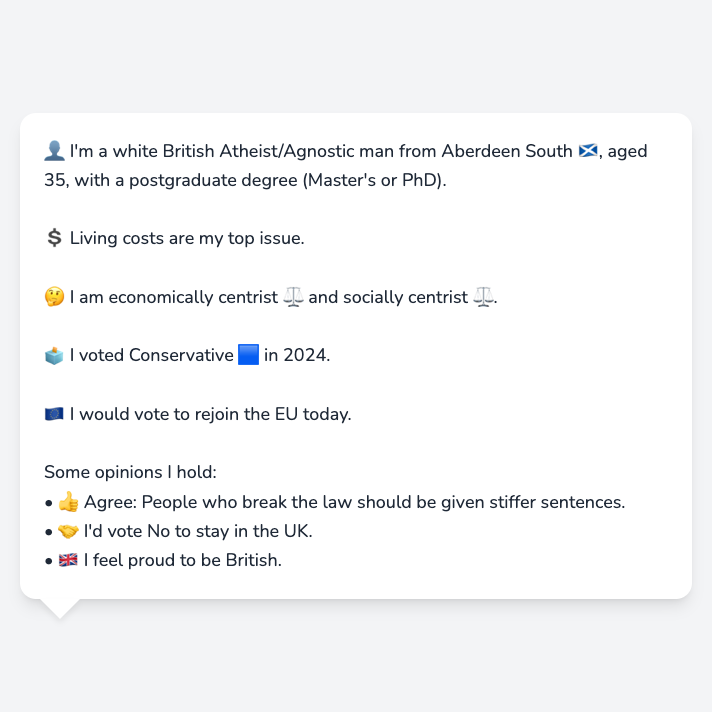 👤 I'm a white British Atheist/Agnostic man from Aberdeen South 🏴󠁧󠁢󠁳󠁣󠁴󠁿, aged
35, with a postgraduate degree (Master's or PhD).
💲 Living costs are my top issue.
🤔 I am economically centrist ⚖️ and socially centrist ⚖️.
🗳️ I voted Conservative 🟦 in 2024.
🇪🇺 I would vote to rejoin the EU today.
Some opinions I hold:
• 👍 Agree: People who break the law should be given stiffer sentences.
• 🤝 I'd vote No to stay in the UK.
• 🇬🇧 I feel proud to be British.